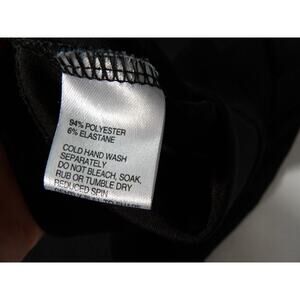 94% POLYESTER
6% ELASTANE
COLD HAND WASH
SEPARATELY
DO NOT BLEACH, SOAK,
RUB OR TUMBLE DRY
REDUCED SPIN